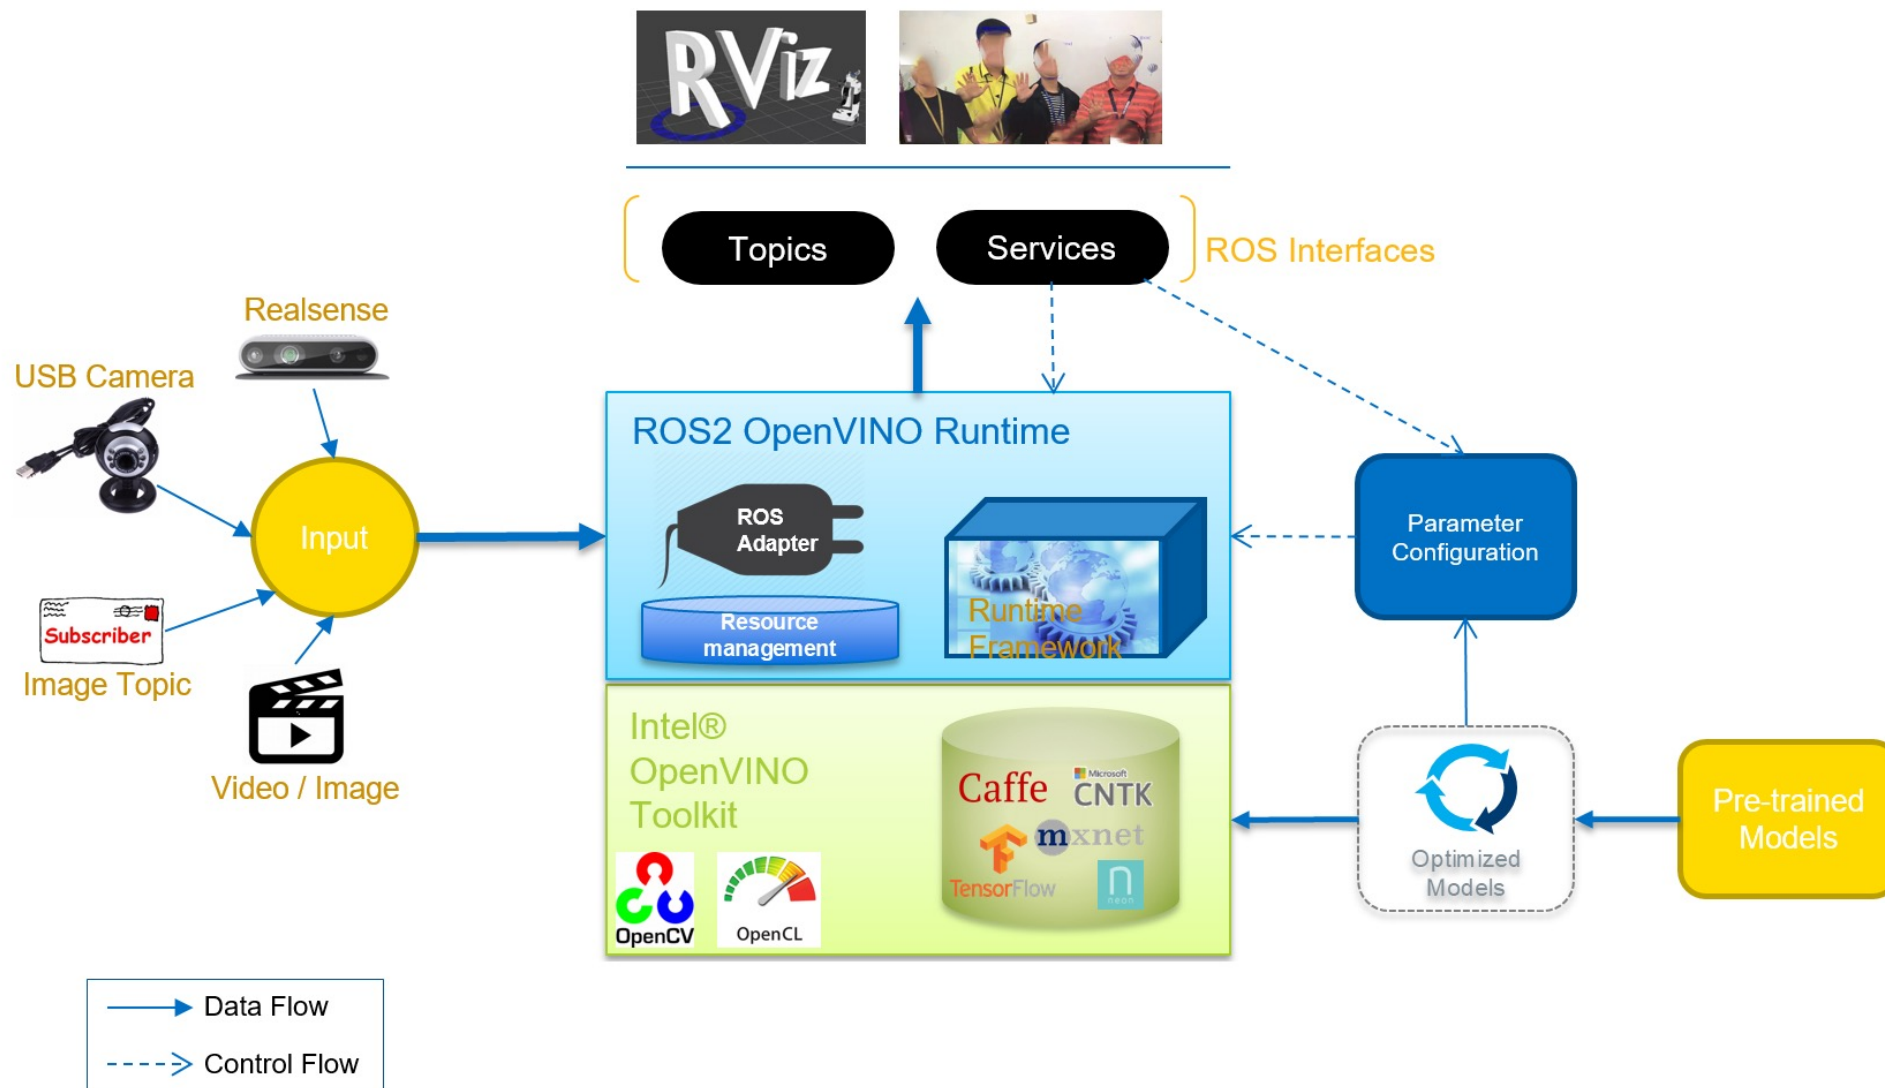 RViz
Topics
Services
ROS Interfaces
Realsense
USB Camera
Input
Subscriber
Image Topic
Video / Image
ROS2 OpenVINO Runtime
ROS
Adapter
Resource
management
Runtime
Framework
Parameter
Configuration
Intel®
OpenVINO
Toolkit
OpenCV
OpenCL
Caffe
Microsoft
CNTK
mxnet
TensorFlow
n
neon
Optimized
Models
Pre-trained
Models
Data Flow
Control Flow